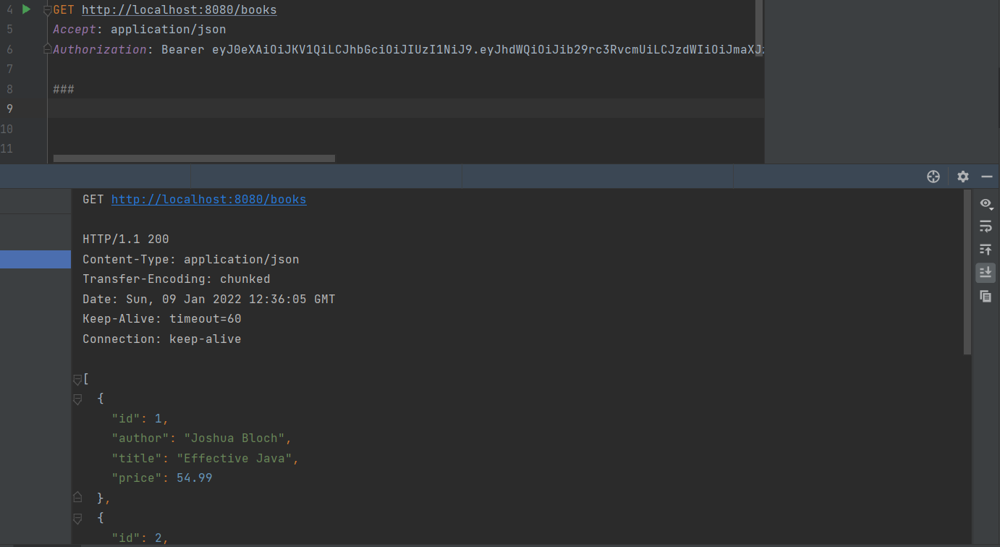 4 GET http://localhost:8080/books
5 Accept: application/json
6 Authorization: Bearer eyJ0eXAiOiJKV1QiLCJhbGciOiJIUzI1NiJ9.eyJhdWQiOiJib29rc3RvcmUiLCJzdWIiOiJmaXJz
7
8 ###
9
10
11
GET http://localhost:8080/books
HTTP/1.1 200
Content-Type: application/json
Transfer-Encoding: chunked
Date: Sun, 09 Jan 2022 12:36:05 GMT
Keep-Alive: timeout=60
Connection: keep-alive
[
{
"id": 1,
"author": "Joshua Bloch",
"title": "Effective Java",
"price": 54.99
},
{
"id": 2,